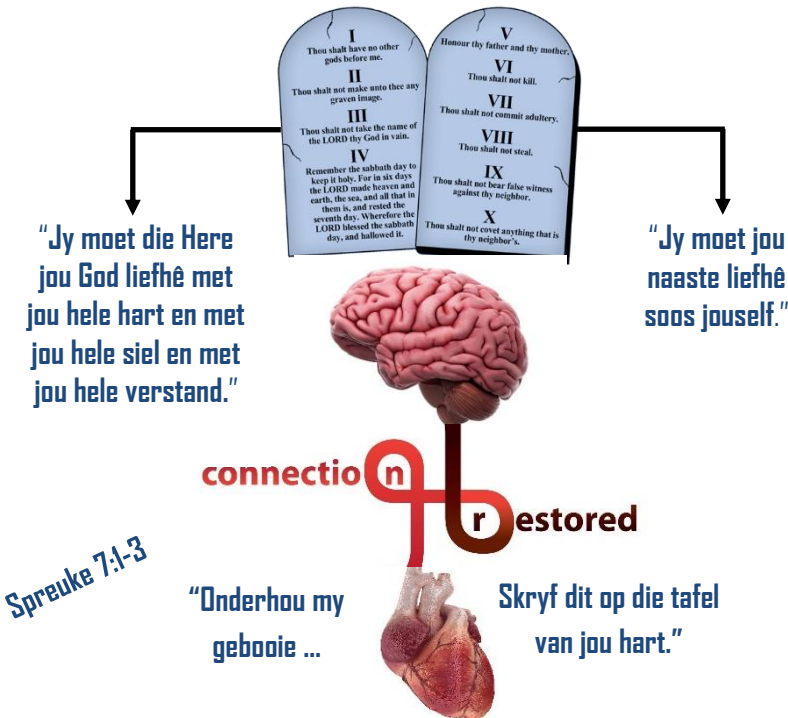 I
Thou shalt have no other
gods before me.
II
Thou shalt not make unto thee any
graven image.
III
Thou shalt not take the name of
the LORD thy God in vain.
IV
Remember the sabbath day to
keep it holy. For in six days
the LORD made heaven and
earth, the sea, and all that in
them is, and rested the
seventh day. Wherefore the
LORD blessed the sabbath
day, and hallowed it.
V
Honour thy father and thy mother.
VI
Thou shalt not kill.
VII
Thou shalt not commit adultery.
VIII
Thou shalt not steal.
IX
Thou shalt not bear false witness
against thy neighbor.
X
Thou shalt not covet anything that is
thy neighbor's.
“Jy moet die Here
jou God liefhê met
jou hele hart en met
jou hele siel en met
jou hele verstand.”
“Jy moet jou
naaste liefhê
soos jouself.”
connection
restored
Spreuke 7:1-3
“Onderhou my
gebooie ...
Skryf dit op die tafel
van jou hart.”